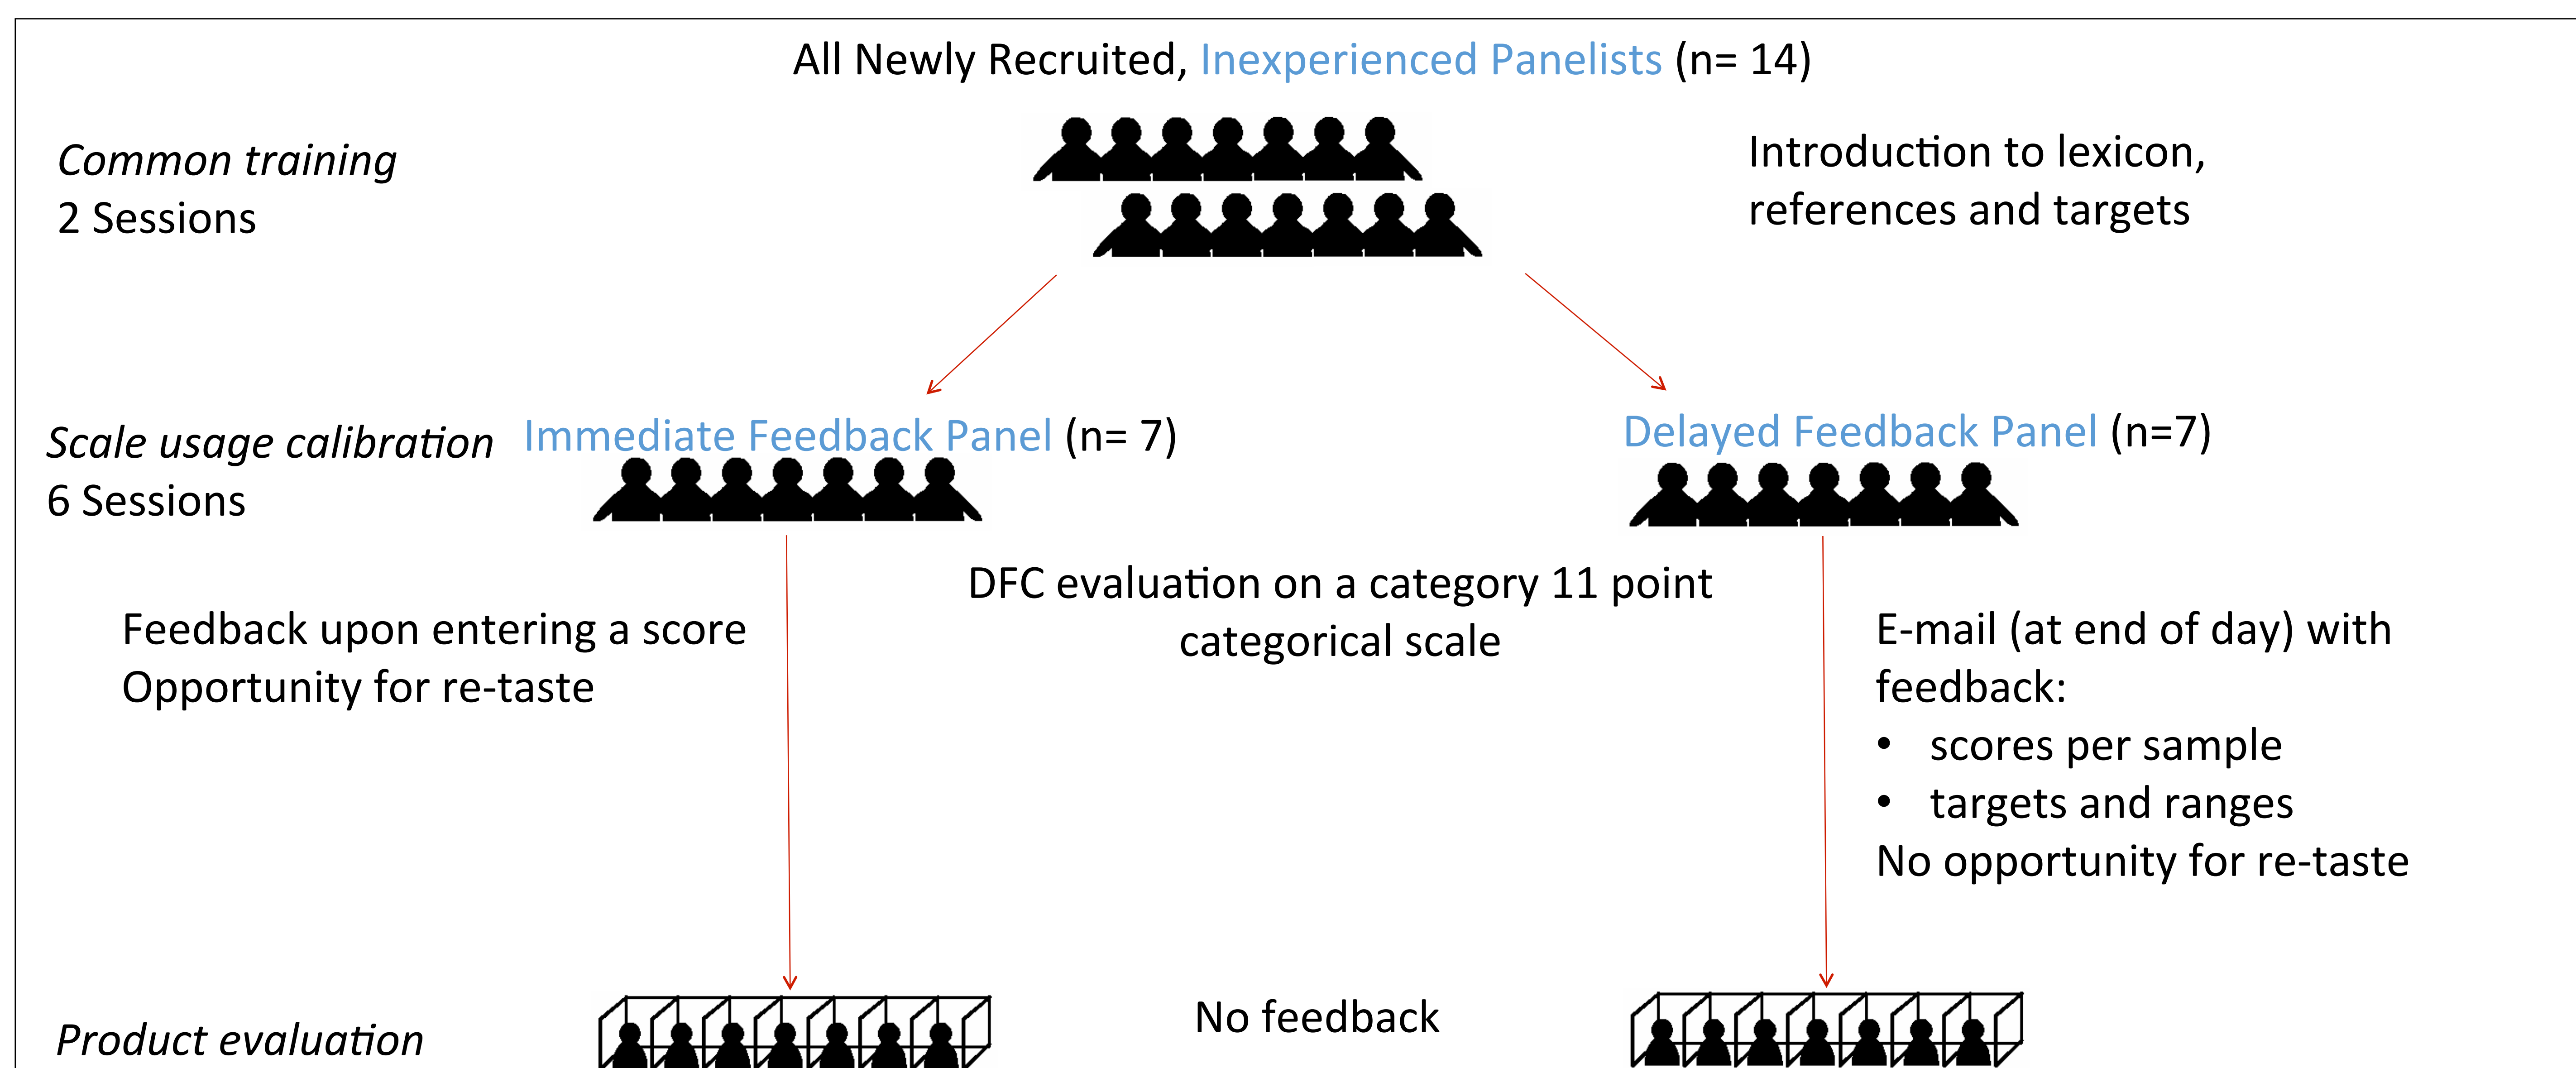 All Newly Recruited, Inexperienced Panelists (n= 14)
Common training
2 Sessions
Introduction to lexicon,
references and targets
Scale usage calibration
6 Sessions
Immediate Feedback Panel (n= 7)
Delayed Feedback Panel (n=7)
Feedback upon entering a score
Opportunity for re-taste
DFC evaluation on a category 11 point
categorical scale
E-mail (at end of day) with
feedback:
• scores per sample
• targets and ranges
No opportunity for re-taste
Product evaluation
No feedback